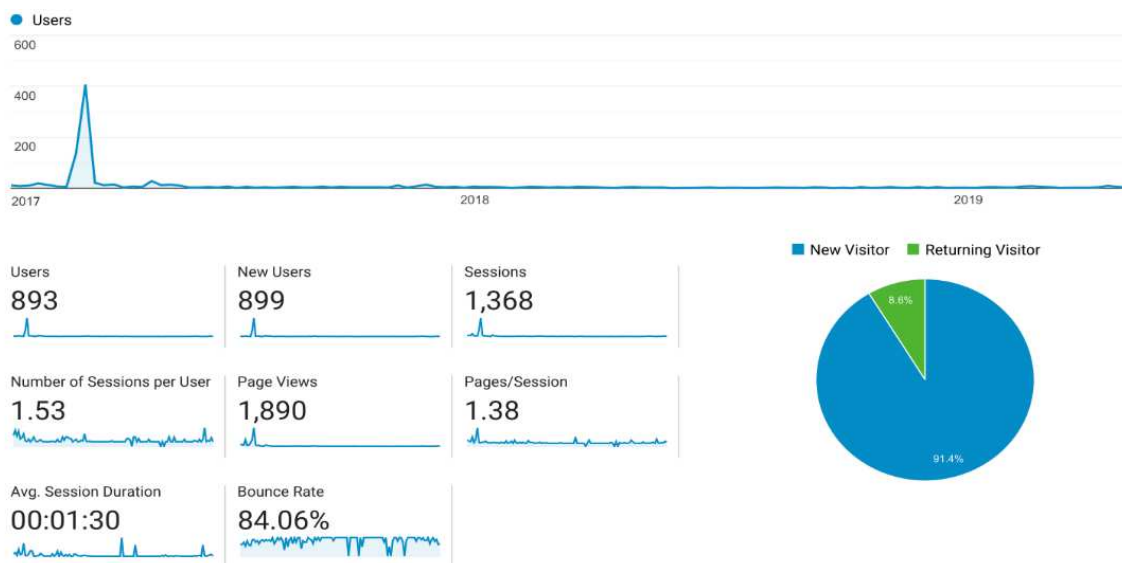 Users
600
400
200
2017 2018 2019
New Visitor Returning Visitor
Users New Users Sessions
893 899 1,368
8.6%
Number of Sessions per User Page Views Pages/Session
1.53 1,890 1.38
91.4%
Avg. Session Duration Bounce Rate
00:01:30 84.06%